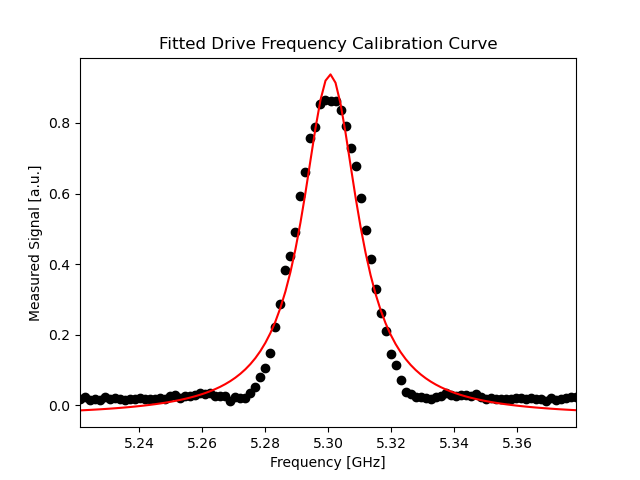 Fitted Drive Frequency Calibration Curve
Measured Signal [a.u.]
0.8
0.6
0.4
0.2
0.0
5.24 5.26 5.28 5.30 5.32 5.34 5.36
Frequency [GHz]